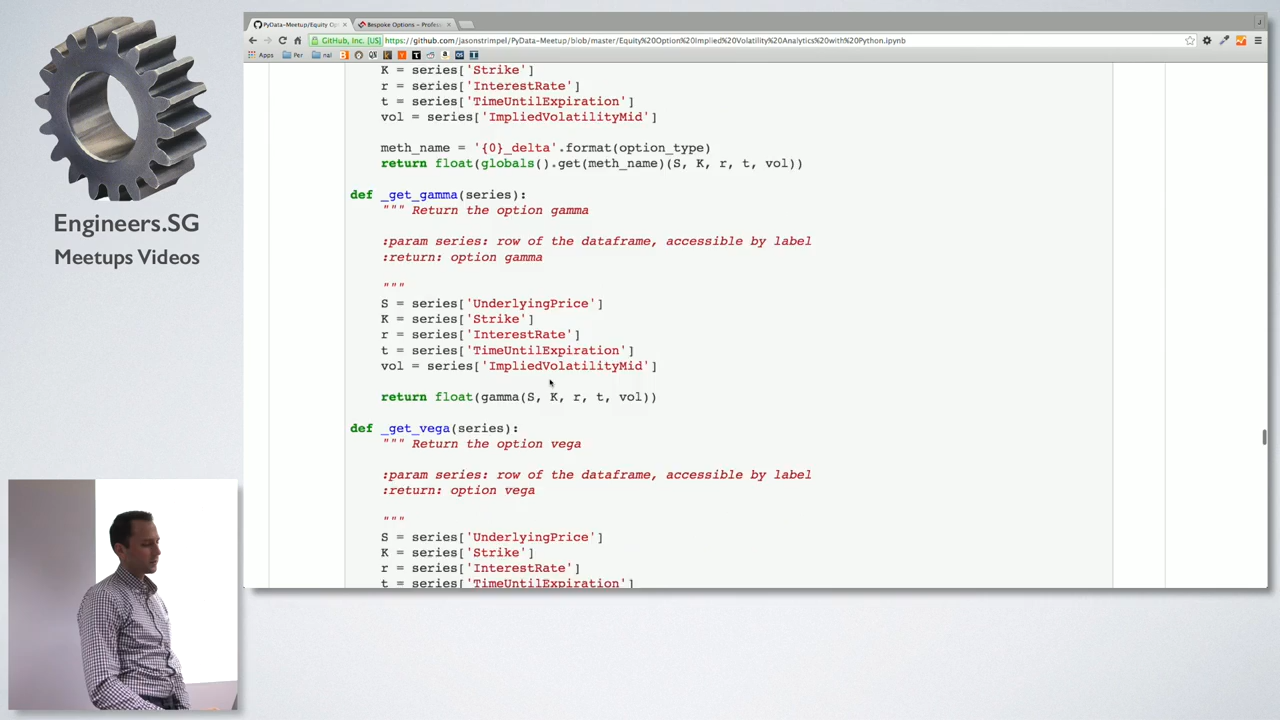 PyData-Meetup/Equity Op
Bespoke Options – Profess
GitHub, Inc. [US]
https://github.com/jasonstrimpel/PyData-Meetup/blob/master/Equity%20Option%20Implied%20Volatility%20Analytics%20with%20Python.ipynb
Apps
Per
nal
K = series['Strike']
r = series['InterestRate']
t = series['TimeUntilExpiration']
vol = series['ImpliedVolatilityMid']
meth_name = '{0}_delta'.format(option_type)
return float(globals().get(meth_name)(S, K, r, t, vol))
def _get_gamma(series):
""" Return the option gamma
:param series: row of the dataframe, accessible by label
:return: option gamma
"""
S = series['UnderlyingPrice']
K = series['Strike']
r = series['InterestRate']
t = series['TimeUntilExpiration']
vol = series['ImpliedVolatilityMid']
return float(gamma(S, K, r, t, vol))
def _get_vega(series):
""" Return the option vega
:param series: row of the dataframe, accessible by label
:return: option vega
"""
S = series['UnderlyingPrice']
K = series['Strike']
r = series['InterestRate']
t = series['TimeUntilExpiration']
Engineers.SG
Meetups Videos